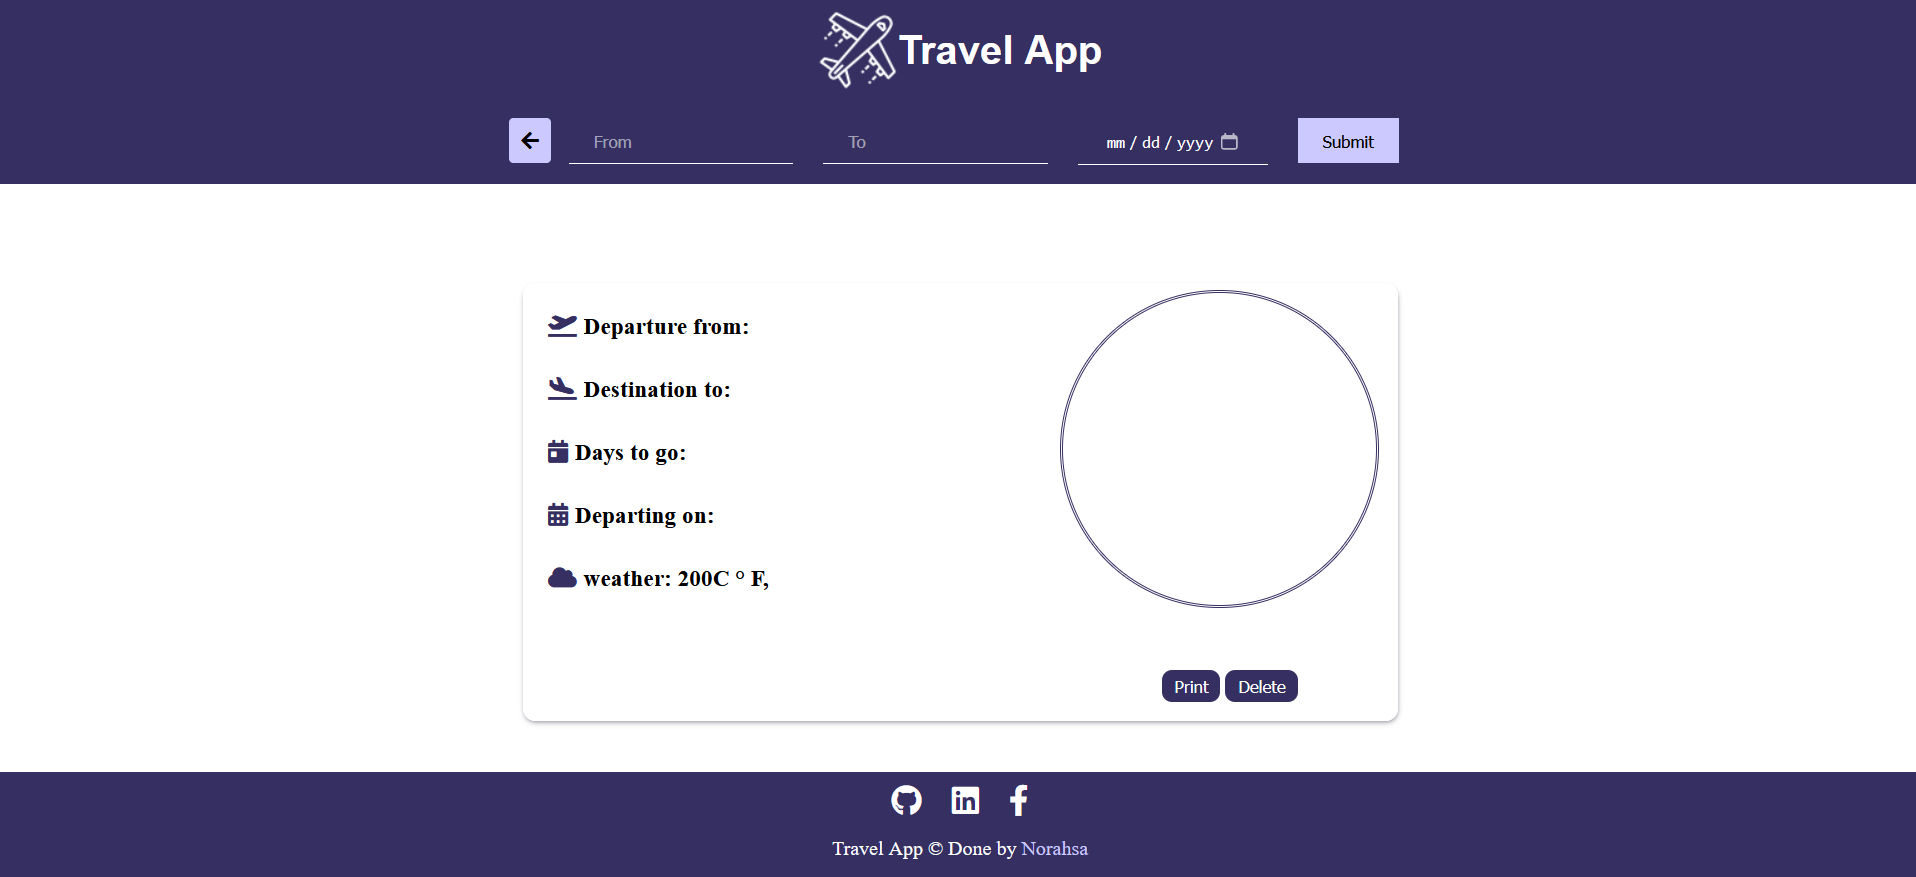 Travel App
From
To
mm / dd / yyyy
Submit
Departure from:
Destination to:
Days to go:
Departing on:
weather: 200C ° F,
Print
Delete
Travel App © Done by Norahsa